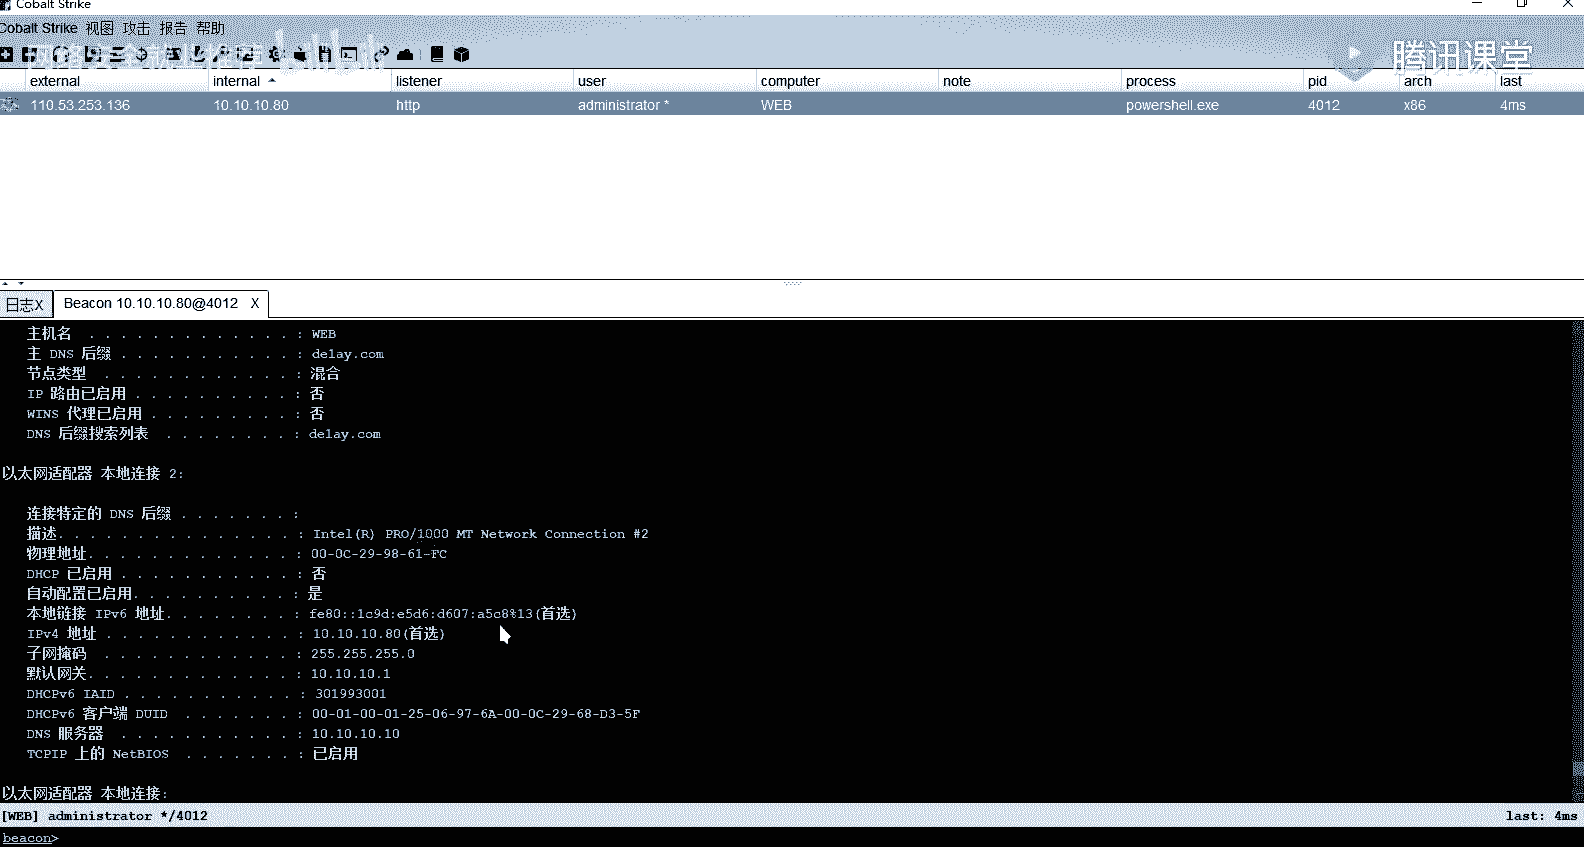 Cobalt Strike
Cobalt Strike 视图 攻击 报告 帮助
腾讯课堂
external internal listener user computer note process pid arch last
110.53.253.136 10.10.10.80 http administrator * WEB powershell.exe 4012 x86 4ms
日志X Beacon 10.10.10.80@4012 X
主机名 . . . . . . . . . . . . . : WEB
主 DNS 后缀 . . . . . . . . . . . : delay.com
节点类型 . . . . . . . . . . . . : 混合
IP 路由已启用 . . . . . . . . . . : 否
WINS 代理已启用 . . . . . . . . . : 否
DNS 后缀搜索列表 . . . . . . . . : delay.com
以太网适配器 本地连接 2:
连接特定的 DNS 后缀 . . . . . . . :
描述. . . . . . . . . . . . . . . : Intel(R) PRO/1000 MT Network Connection #2
物理地址. . . . . . . . . . . . . : 00-0C-29-98-61-FC
DHCP 已启用 . . . . . . . . . . . : 否
自动配置已启用. . . . . . . . . . : 是
本地链接 IPv6 地址. . . . . . . . : fe80::1c9d:e5d6:d607:a5c8%13(首选)
IPv4 地址 . . . . . . . . . . . . : 10.10.10.80(首选)
子网掩码 . . . . . . . . . . . . : 255.255.255.0
默认网关. . . . . . . . . . . . . : 10.10.10.1
DHCPv6 IAID . . . . . . . . . . . : 301993001
DHCPv6 客户端 DUID . . . . . . . : 00-01-00-01-25-06-97-6A-00-0C-29-68-D3-5F
DNS 服务器 . . . . . . . . . . . : 10.10.10.10
TCPIP 上的 NetBIOS . . . . . . . : 已启用
以太网适配器 本地连接:
[WEB] administrator */4012 last: 4ms
beacon>